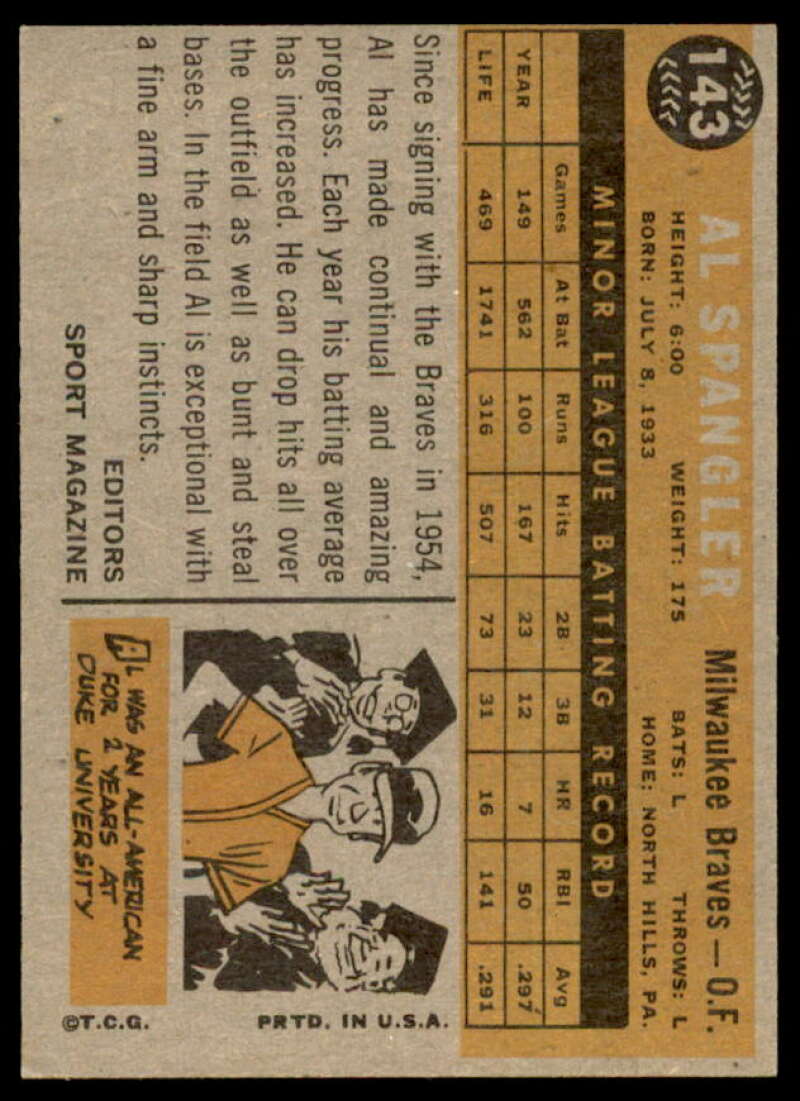 143
AL SPANGLER Milwaukee Braves — O.F.
HEIGHT: 6:00 WEIGHT: 175 BATS: L THROWS: L
BORN: JULY 8, 1933 HOME: NORTH HILLS, PA.
MINOR LEAGUE BATTING RECORD
Games At Bat Runs Hits 2B 3B HR RBI Avg
YEAR 149 562 100 167 23 12 7 50 .297
LIFE 469 1741 316 507 73 31 16 141 .291
Since signing with the Braves in 1954,
Al has made continual and amazing
progress. Each year his batting average
has increased. He can drop hits all over
the outfield as well as bunt and steal
bases. In the field Al is exceptional with
a fine arm and sharp instincts.
EDITORS
SPORT MAGAZINE
AL WAS AN ALL-AMERICAN
FOR 2 YEARS AT
DUKE UNIVERSITY
PRTD. IN U.S.A.
©T.C.G.